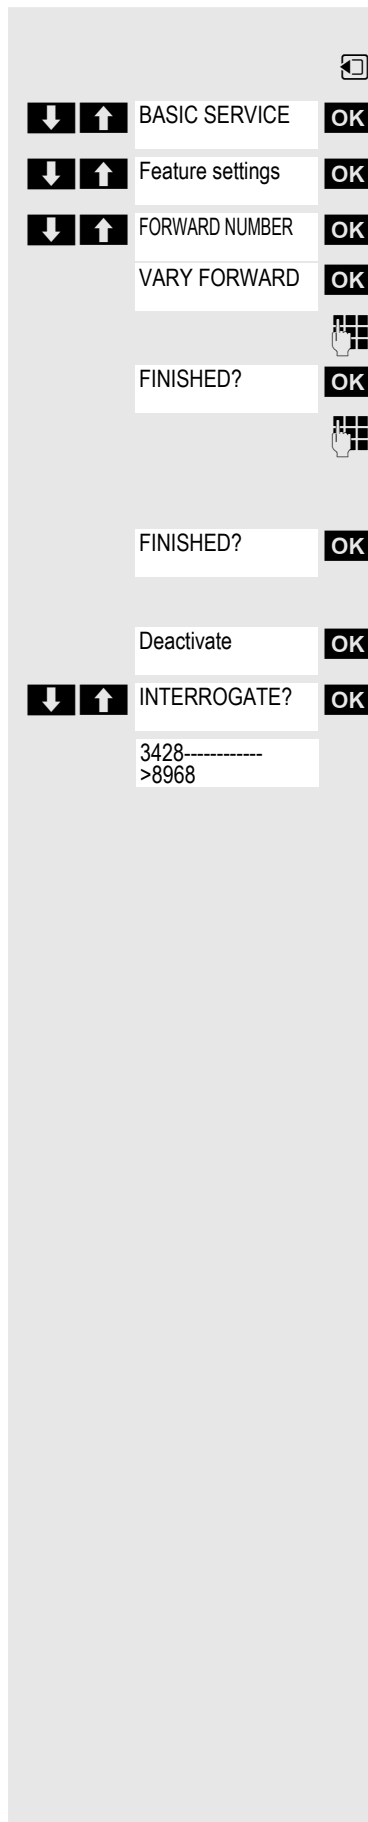 BASIC SERVICE OK
Feature settings OK
FORWARD NUMBER OK
VARY FORWARD OK
FINISHED? OK
FINISHED? OK
Deactivate OK
INTERROGATE? OK
3428------------
>8968